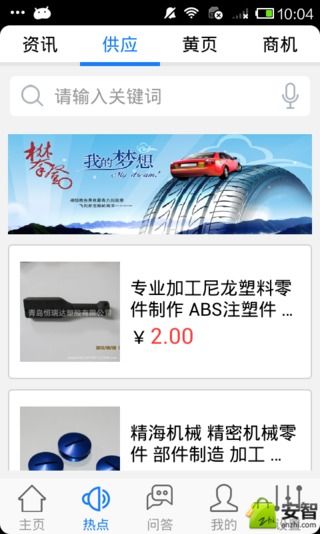 10:04
资讯 供应 黄页 商机
请输入关键词
梦
我的梦想
My dream!
专业加工尼龙塑料零
件制作 ABS注塑件 ...
¥ 2.00
青岛恒瑞达塑胶有限公司
精海机械 精密机械零
件 部件制造 加工 ...
主页 热点 问答 我的
安智
anzhi.com